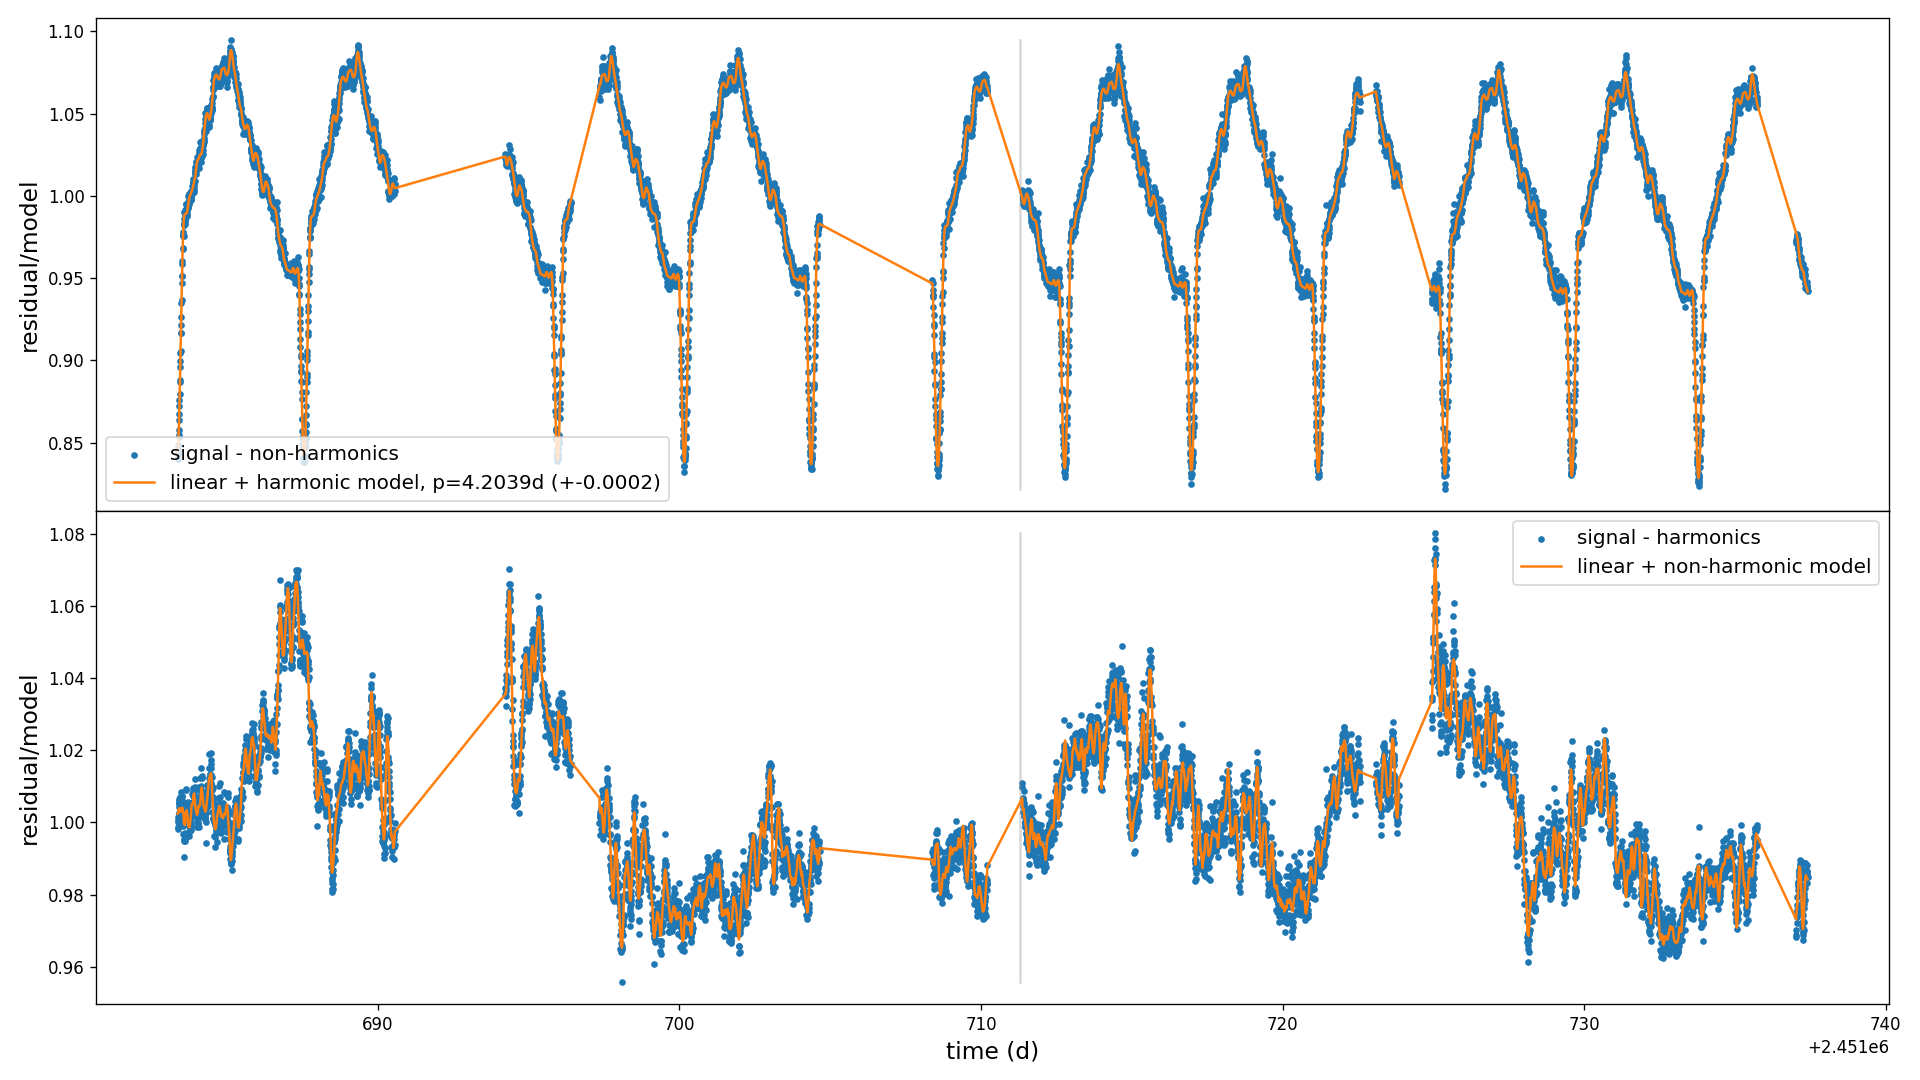 1.10
1.05
1.00
0.95
0.90
0.85
residual/model
signal - non-harmonics
linear + harmonic model, p=4.2039d (+-0.0002)
1.08
1.06
1.04
1.02
1.00
0.98
0.96
residual/model
signal - harmonics
linear + non-harmonic model
690
700
710
720
730
740
time (d)
+2.451e6